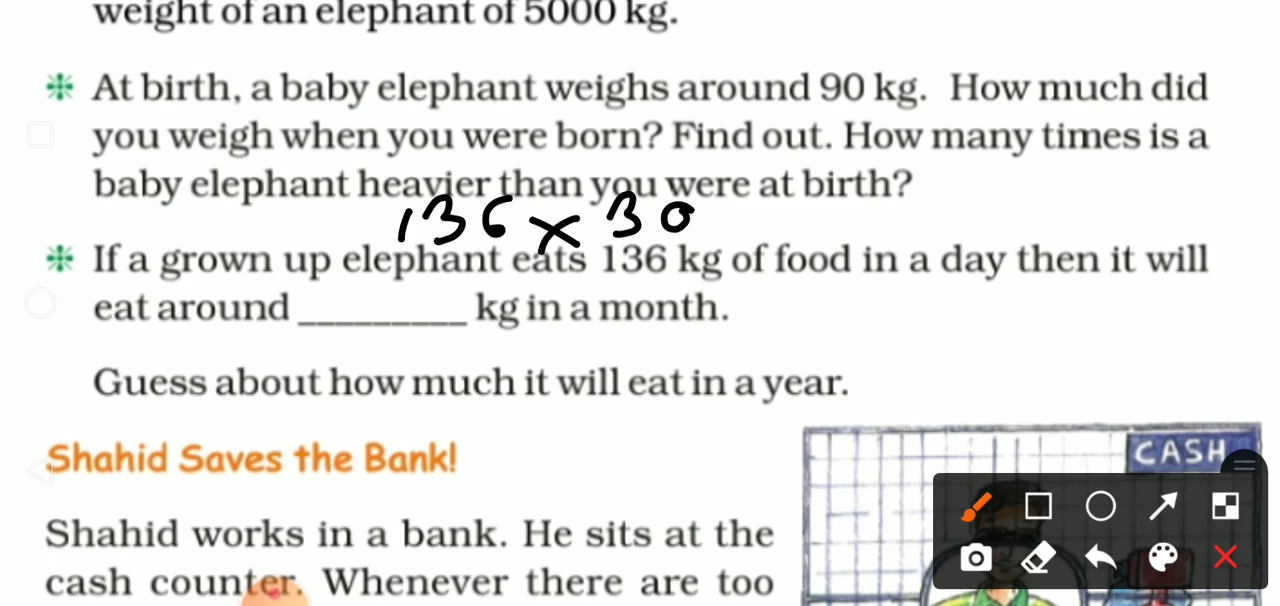 weight of an elephant of 5000 kg.
At birth, a baby elephant weighs around 90 kg. How much did
you weigh when you were born? Find out. How many times is a
baby elephant heavier than you were at birth?
136 × 30
If a grown up elephant eats 136 kg of food in a day then it will
eat around _________ kg in a month.
Guess about how much it will eat in a year.
Shahid Saves the Bank!
CASH
Shahid works in a bank. He sits at the
cash counter. Whenever there are too